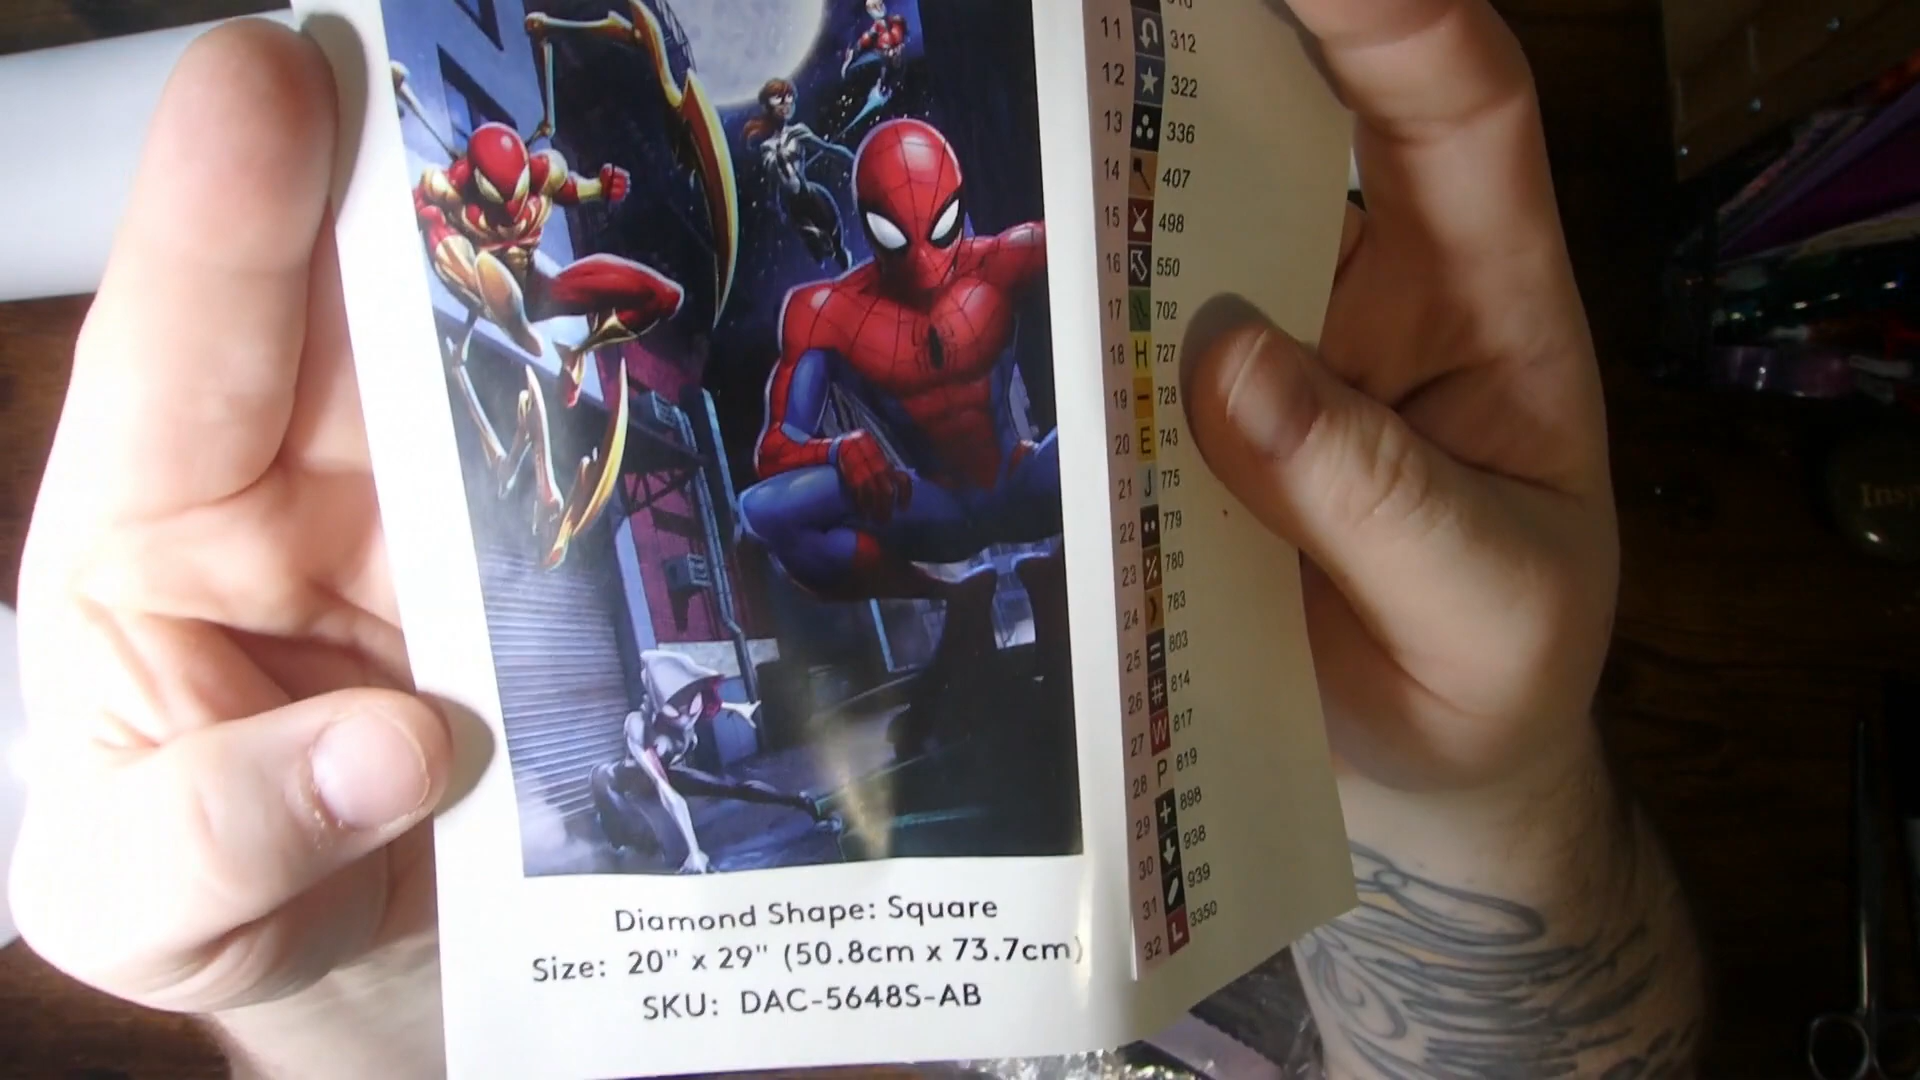 Diamond Shape: Square
Size: 20" x 29" (50.8cm x 73.7cm)
SKU: DAC-5648S-AB
11 312
12 322
13 336
14 407
15 498
16 550
17 702
18 H 727
19 728
20 E 743
21 J 775
22 779
23 % 780
24 783
25 = 803
26 # 814
27 W 817
28 P 819
29 + 898
30 938
31 939
32 L 3350